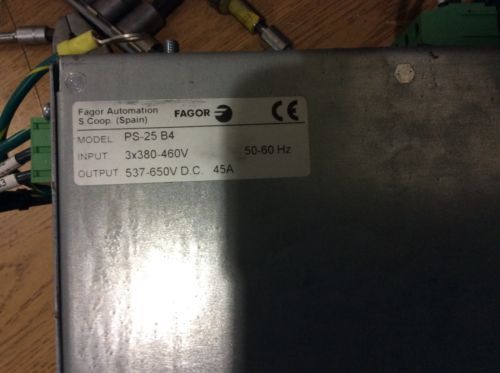 Fagor Automation
S.Coop. (Spain)
FAGOR
CE
MODEL PS-25 B4
INPUT 3x380-460V 50-60 Hz
OUTPUT 537-650V D.C. 45A